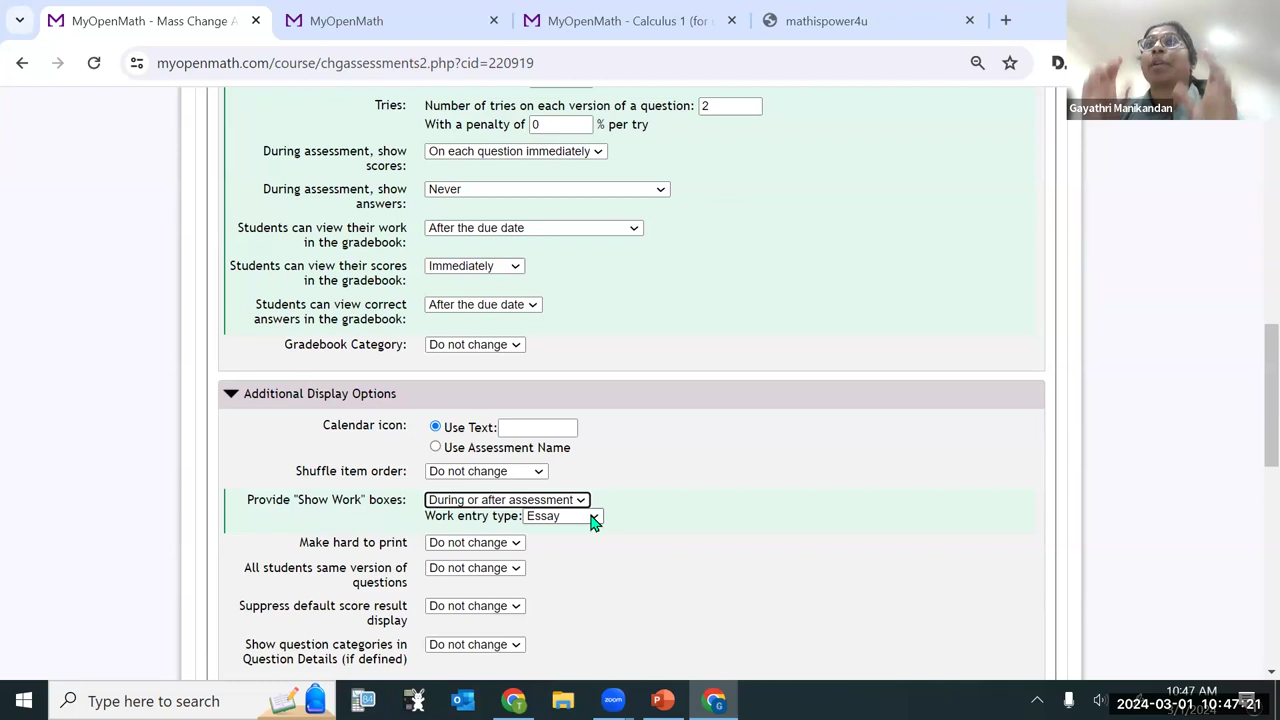 MyOpenMath - Mass Change A
MyOpenMath
MyOpenMath - Calculus 1 (for
mathispower4u
myopenmath.com/course/chgassessments2.php?cid=220919
D.
Gayathri Manikandan
Tries: Number of tries on each version of a question: 2
With a penalty of 0 % per try
During assessment, show scores: On each question immediately
During assessment, show answers: Never
Students can view their work in the gradebook: After the due date
Students can view their scores in the gradebook: Immediately
Students can view correct answers in the gradebook: After the due date
Gradebook Category: Do not change
Additional Display Options
Calendar icon: Use Text:
Use Assessment Name
Shuffle item order: Do not change
Provide "Show Work" boxes: During or after assessment
Work entry type: Essay
Make hard to print Do not change
All students same version of questions Do not change
Suppress default score result display Do not change
Show question categories in Question Details (if defined) Do not change
Type here to search
10:47 AM
2024-03-01 10:47:21